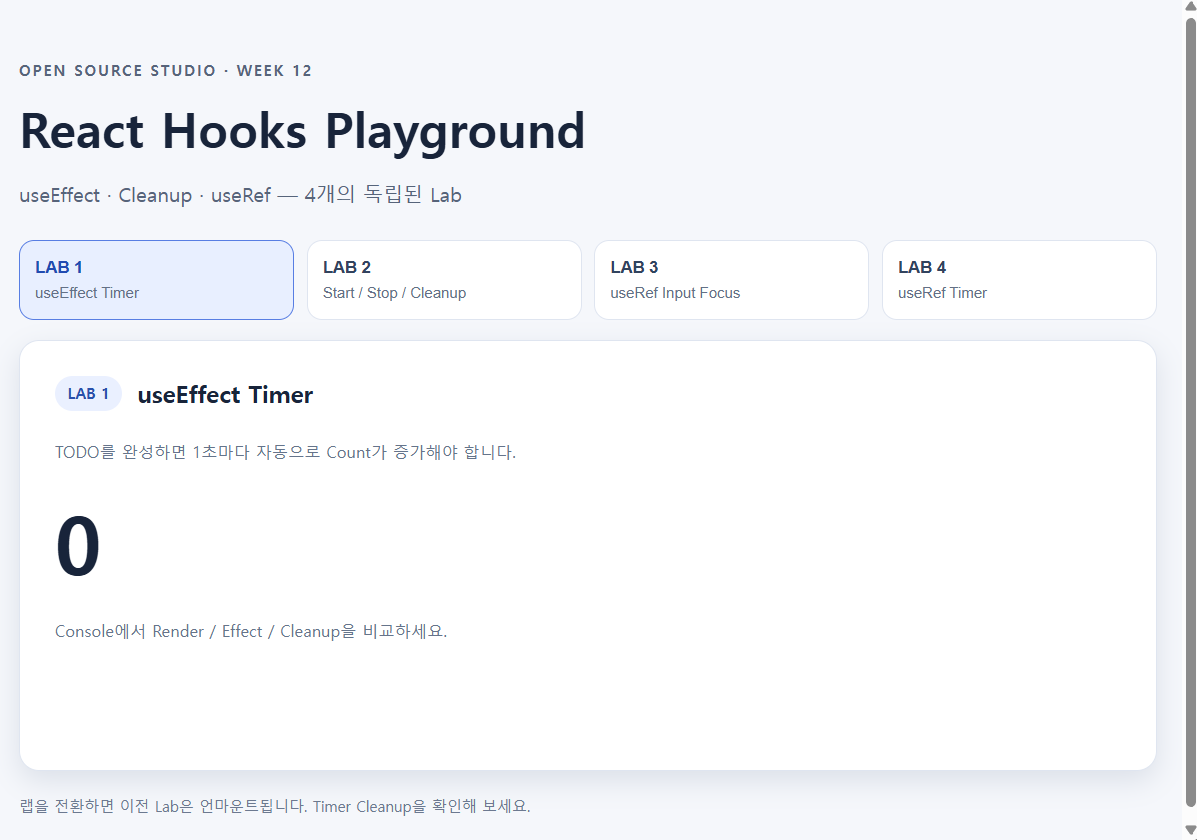 OPEN SOURCE STUDIO · WEEK 12
React Hooks Playground
useEffect · Cleanup · useRef — 4개의 독립된 Lab
LAB 1
useEffect Timer
LAB 2
Start / Stop / Cleanup
LAB 3
useRef Input Focus
LAB 4
useRef Timer
LAB 1
useEffect Timer
TODO를 완성하면 1초마다 자동으로 Count가 증가해야 합니다.
0
Console에서 Render / Effect / Cleanup을 비교하세요.
랩을 전환하면 이전 Lab은 언마운트됩니다. Timer Cleanup을 확인해 보세요.